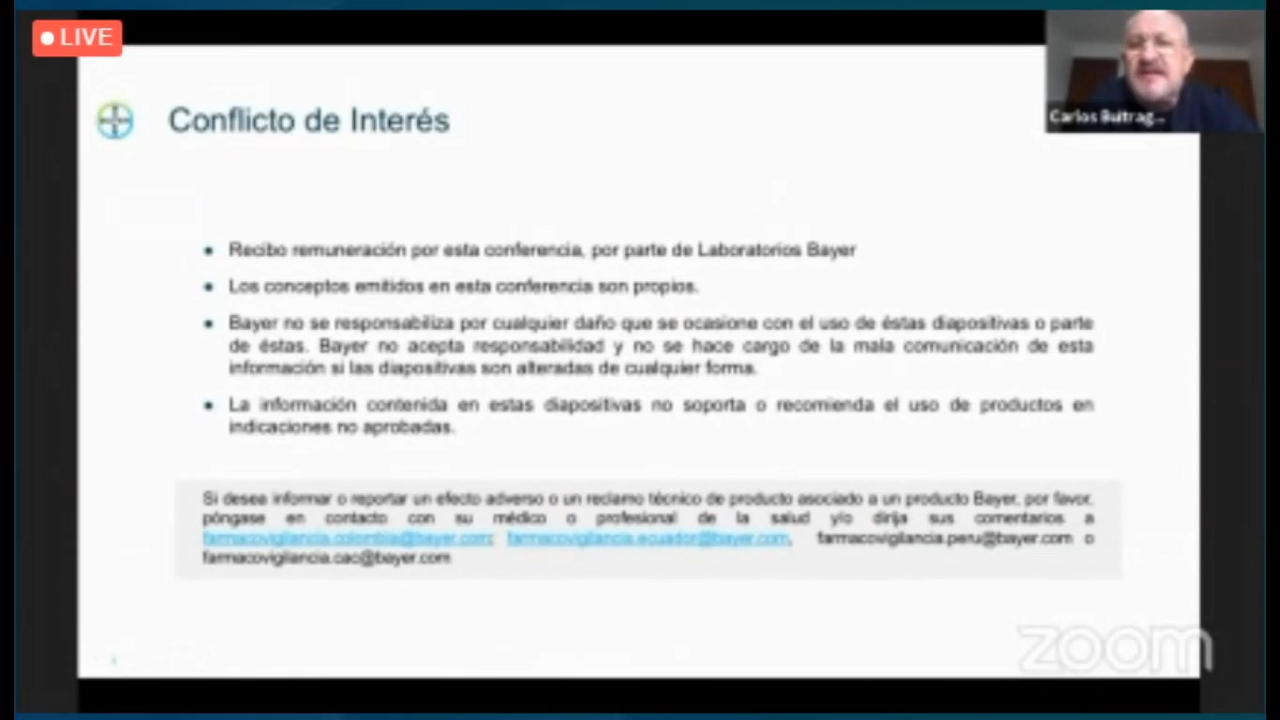 LIVE
Carlos Buitrag...
Conflicto de Interés
• Recibo remuneración por esta conferencia, por parte de Laboratorios Bayer
• Los conceptos emitidos en esta conferencia son propios.
• Bayer no se responsabiliza por cualquier daño que se ocasione con el uso de éstas diapositivas o parte
de éstas. Bayer no acepta responsabilidad y no se hace cargo de la mala comunicación de esta
información si las diapositivas son alteradas de cualquier forma.
• La información contenida en estas diapositivas no soporta o recomienda el uso de productos en
indicaciones no aprobadas.
Si desea informar o reportar un efecto adverso o un reclamo técnico de producto asociado a un producto Bayer, por favor,
póngase en contacto con su médico o profesional de la salud y/o dirija sus comentarios a
farmacovigilancia.colombia@bayer.com; farmacovigilancia.ecuador@bayer.com, farmacovigilancia.peru@bayer.com o
farmacovigilancia.cac@bayer.com
zoom